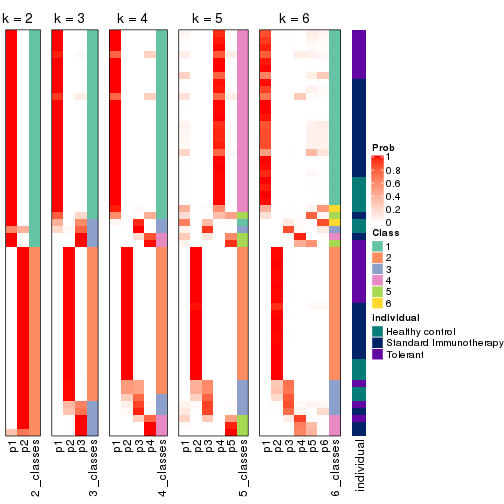 k = 2
k = 3
k = 4
k = 5
k = 6
Prob
1
0.8
0.6
0.4
0.2
0
Class
1
2
3
4
5
6
individual
Healthy control
Standard Immunotherapy
Tolerant
p1
p2
2_classes
p1
p2
p3
3_classes
p1
p2
p3
p4
4_classes
p1
p2
p3
p4
p5
5_classes
p1
p2
p3
p4
p5
p6
6_classes
individual